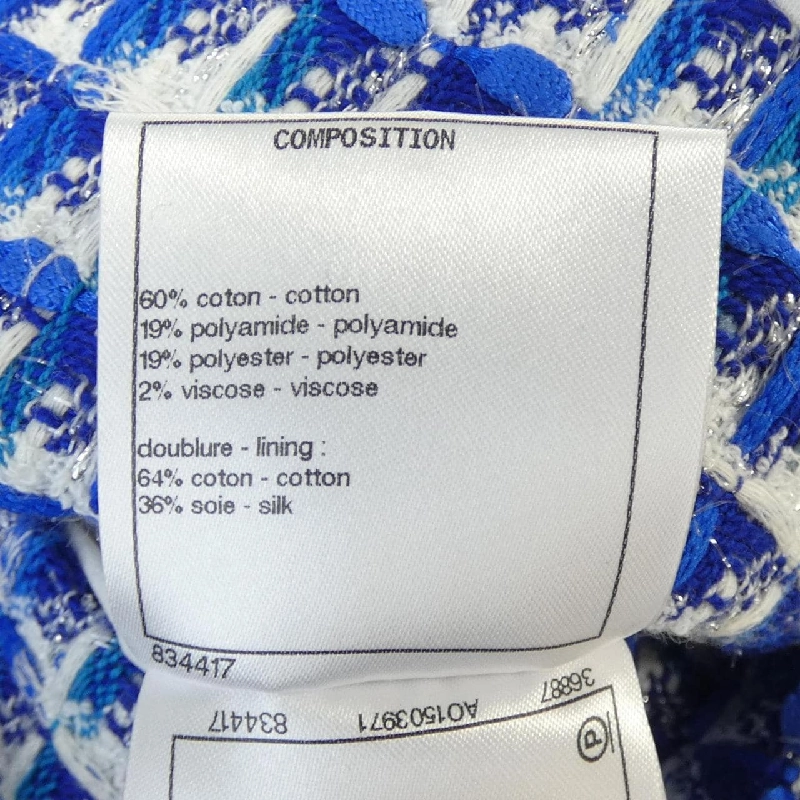 COMPOSITION
60% coton - cotton
19% polyamide - polyamide
19% polyester - polyester
2% viscose - viscose
doublure - lining :
64% coton - cotton
36% soie - silk
834417
36887 AO1503971 834417
P